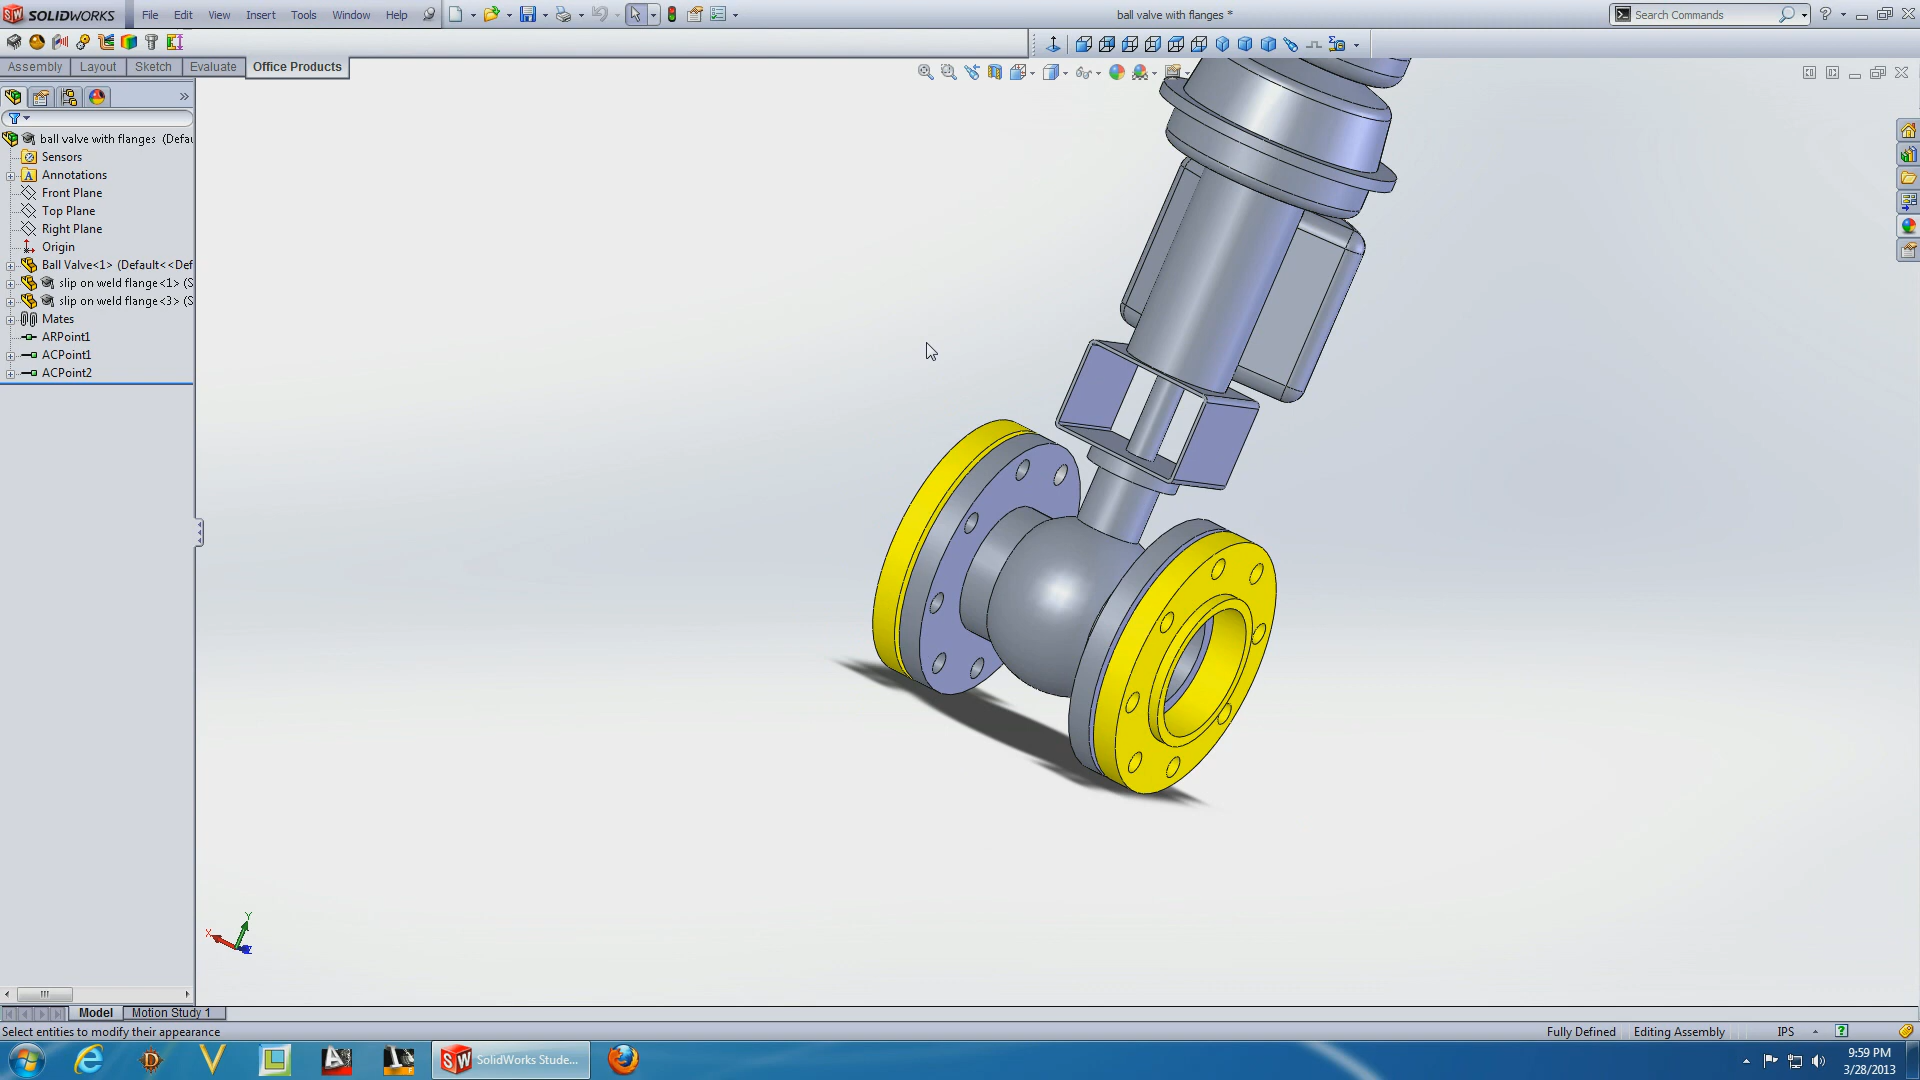 SW SOLIDWORKS File Edit View Insert Tools Window Help ball valve with flanges * Search Commands ?
Assembly Layout Sketch Evaluate Office Products
ball valve with flanges (Defau
Sensors
A Annotations
Front Plane
Top Plane
Right Plane
Origin
Ball Valve<1> (Default<<Def
slip on weld flange<1> (S
slip on weld flange<3> (S
Mates
ARPoint1
ACPoint1
ACPoint2
Y
X
Z
Model Motion Study 1
Select entities to modify their appearance Fully Defined Editing Assembly IPS ?
SW SolidWorks Stude... 9:59 PM
3/28/2013